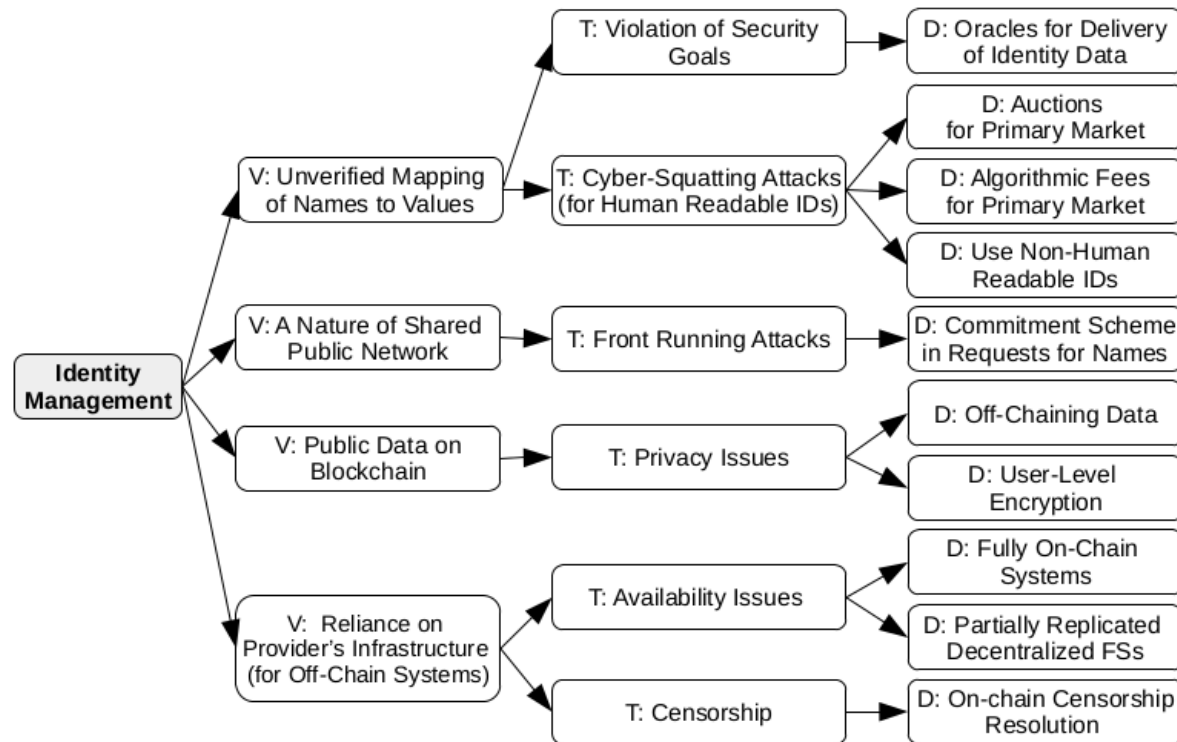 T: Violation of Security
Goals
D: Oracles for Delivery
of Identity Data
D: Auctions
for Primary Market
V: Unverified Mapping
of Names to Values
T: Cyber-Squatting Attacks
(for Human Readable IDs)
D: Algorithmic Fees
for Primary Market
D: Use Non-Human
Readable IDs
V: A Nature of Shared
Public Network
T: Front Running Attacks
D: Commitment Scheme
in Requests for Names
Identity
Management
V: Public Data on
Blockchain
T: Privacy Issues
D: Off-Chaining Data
D: User-Level
Encryption
V: Reliance on
Provider's Infrastructure
(for Off-Chain Systems)
T: Availability Issues
D: Fully On-Chain
Systems
D: Partially Replicated
Decentralized FSs
T: Censorship
D: On-chain Censorship
Resolution